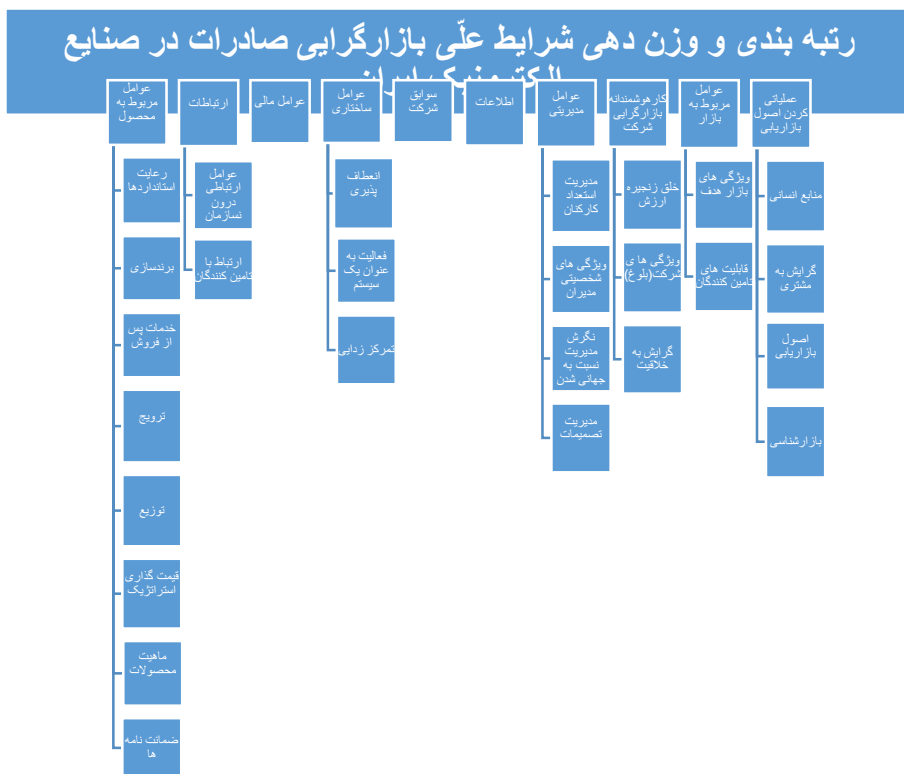 رتبه بندی و وزن دهی شرایط علّی بازارگرایی صادرات در صنایع
الکترونیک ایران
عملیاتی
کردن اصول
بازاریابی
منابع انسانی
گرایش به
مشتری
اصول
بازاریابی
بازارشناسی
عوامل
مربوط به
بازار
ویژگی های
بازار هدف
قابلیت های
تامین کنندگان
کارهوشمندانه
بازارگرایی
شرکت
خلق زنجیره
ارزش
ویژگی ها ی
شرکت(بلوغ)
گرایش به
خلاقیت
عوامل
مدیریتی
مدیریت
استعداد
کارکنان
ویژگی های
شخصیتی
مدیران
نگرش
مدیریت
نسبت به
جهانی شدن
مدیریت
تصمیمات
اطلاعات
سوابق
شرکت
عوامل
ساختاری
انعطاف
پذیری
فعالیت به
عنوان یک
سیستم
تمرکز زدایی
عوامل مالی
ارتباطات
عوامل
ارتباطی
درون
نسازمان
ارتباط با
تامین کنندگان
عوامل
مربوط به
محصول
رعایت
استانداردها
برندسازی
خدمات پس
از فروش
ترویج
توزیع
قیمت گذاری
استراتژیک
ماهیت
محصولات
ضمانت نامه
ها